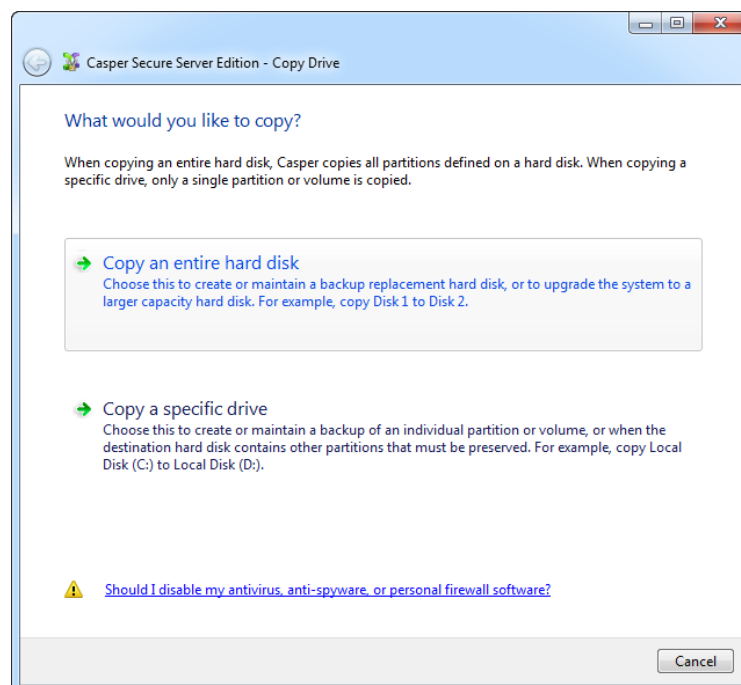 Casper Secure Server Edition - Copy Drive
What would you like to copy?
When copying an entire hard disk, Casper copies all partitions defined on a hard disk. When copying a
specific drive, only a single partition or volume is copied.
Copy an entire hard disk
Choose this to create or maintain a backup replacement hard disk, or to upgrade the system to a
larger capacity hard disk. For example, copy Disk 1 to Disk 2.
Copy a specific drive
Choose this to create or maintain a backup of an individual partition or volume, or when the
destination hard disk contains other partitions that must be preserved. For example, copy Local
Disk (C:) to Local Disk (D:).
Should I disable my antivirus, anti-spyware, or personal firewall software?
Cancel